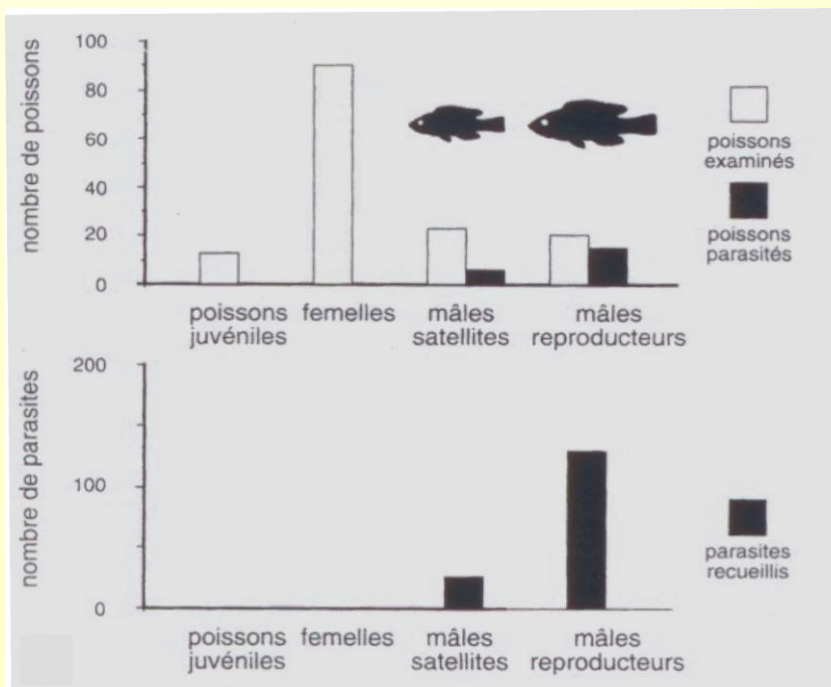 nombre de poissons
100
80
60
40
20
0
poissons
juvéniles
femelles
mâles
satellites
mâles
reproducteurs
poissons
examinés
poissons
parasités
nombre de parasites
200
100
0
poissons
juvéniles
femelles
mâles
satellites
mâles
reproducteurs
parasites
recueillis